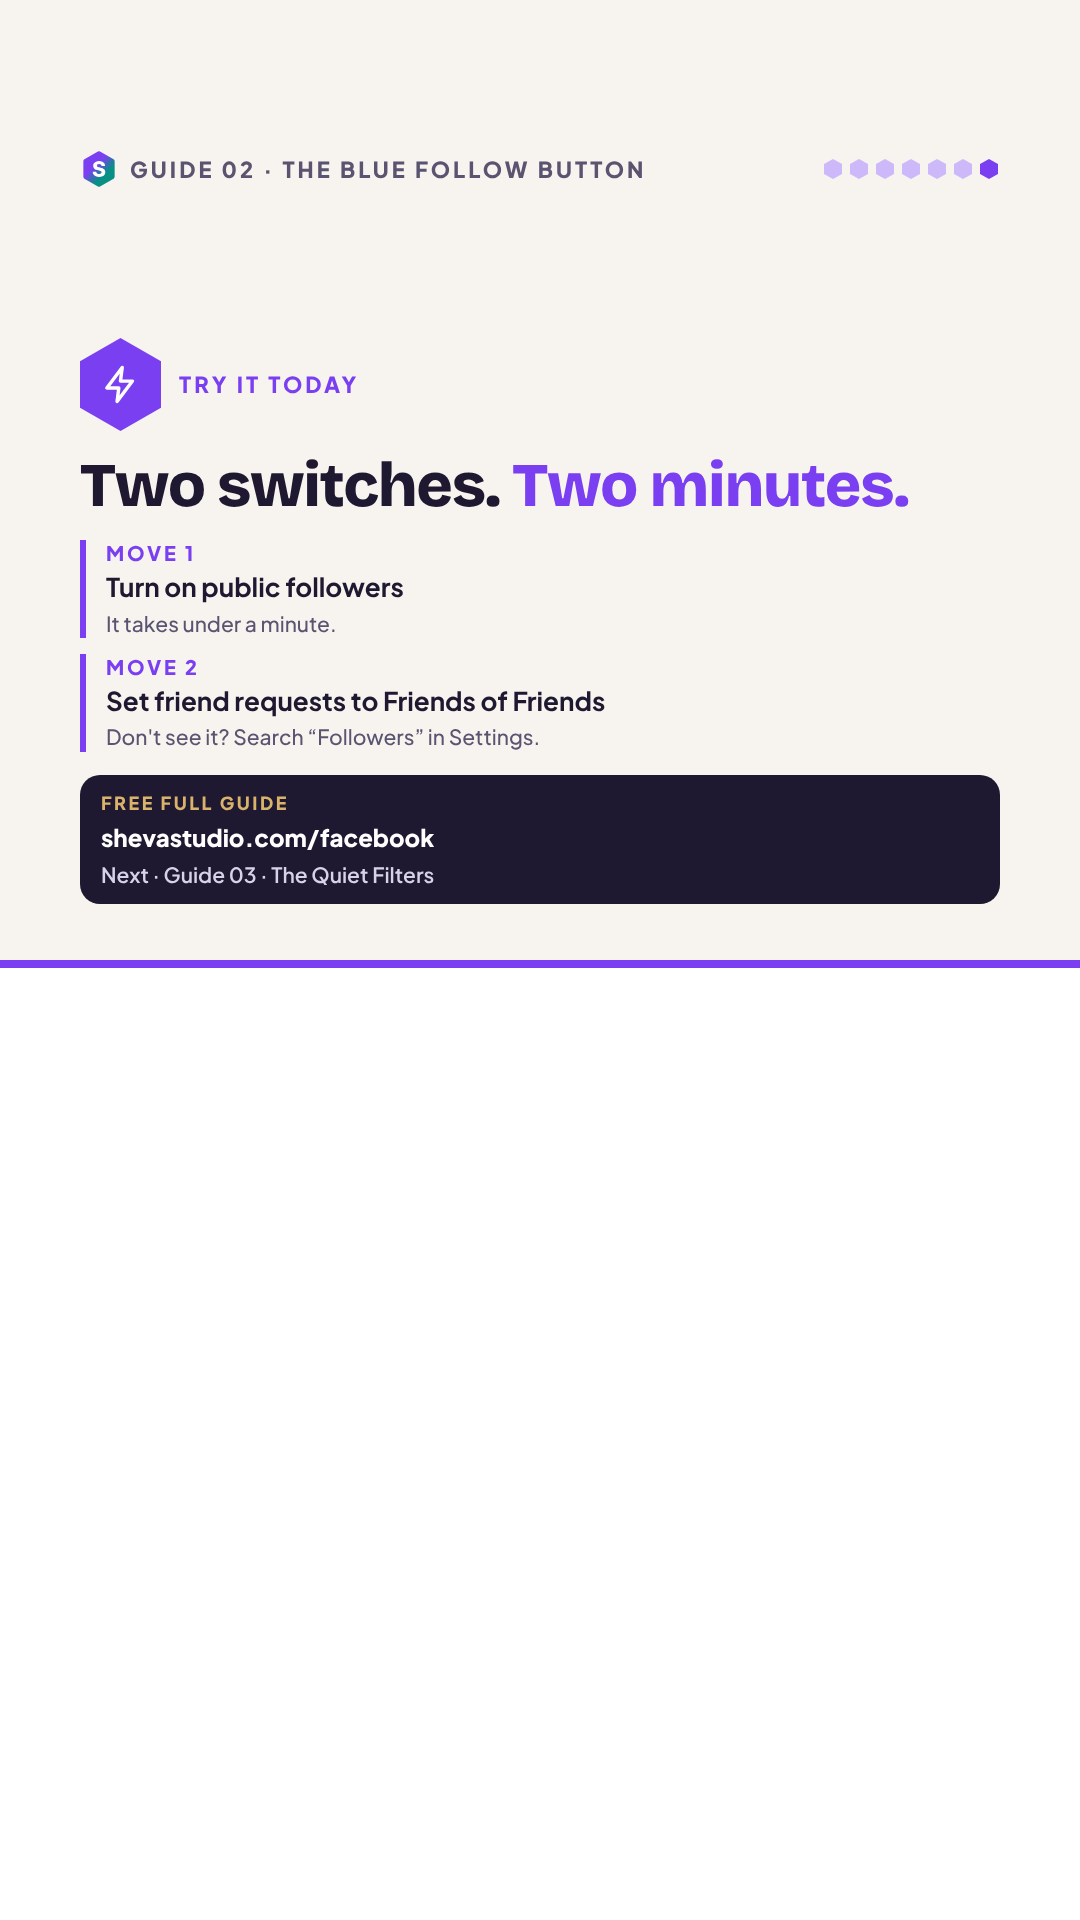 S GUIDE 02 · THE BLUE FOLLOW BUTTON
TRY IT TODAY
Two switches. Two minutes.
MOVE 1
Turn on public followers
It takes under a minute.
MOVE 2
Set friend requests to Friends of Friends
Don't see it? Search “Followers” in Settings.
FREE FULL GUIDE
shevastudio.com/facebook
Next · Guide 03 · The Quiet Filters